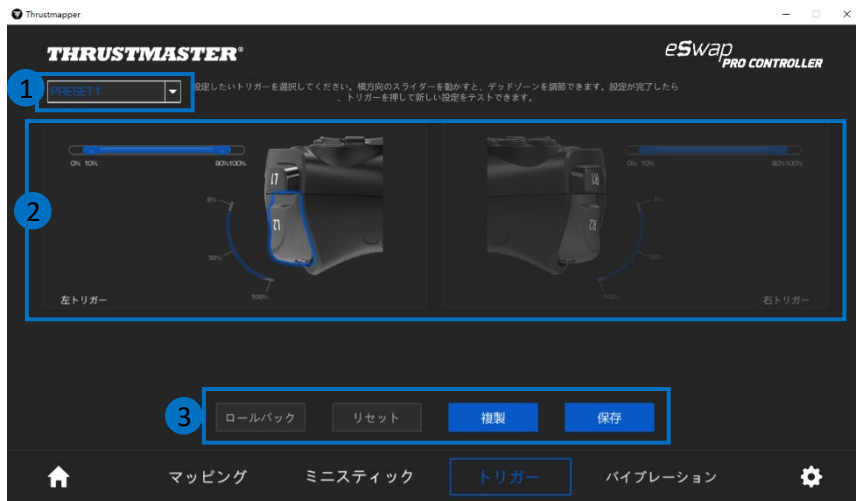 Thrustmapper
THRUSTMASTER®
eSwap
PRO CONTROLLER
1
PRESET1
設定したいトリガーを選択してください。横方向のスライダーを動かすと、デッドゾーンを調節できます。設定が完了したら
、トリガーを押して新しい設定をテストできます。
2
0% 10%
90%100%
L1
L2
0%
50%
100%
左トリガー
0% 10%
90%100%
R1
R2
0%
50%
100%
右トリガー
3
ロールバック
リセット
複製
保存
マッピング
ミニスティック
トリガー
バイブレーション